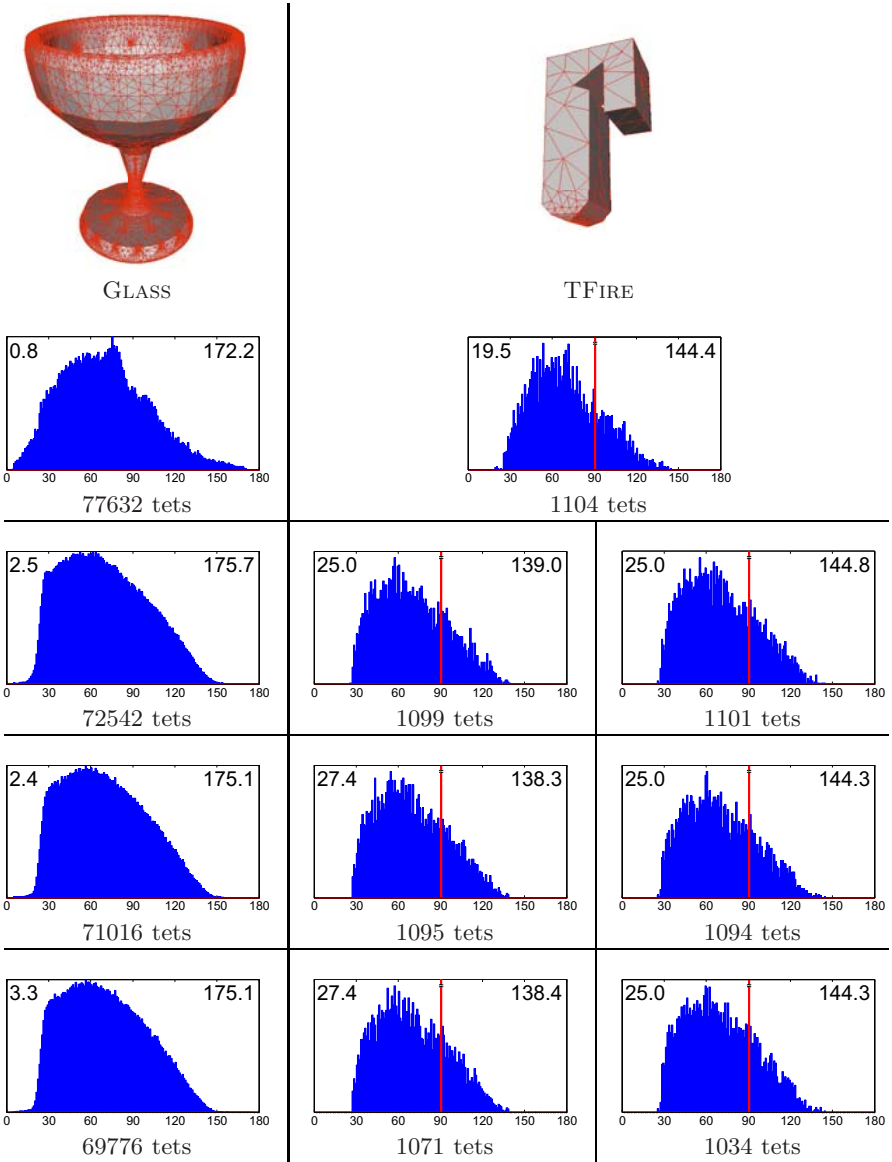 GLASS
TFIRE
0.8 172.2
0 30 60 90 120 150 180
77632 tets
19.5 144.4
0 30 60 90 120 150 180
1104 tets
2.5 175.7
0 30 60 90 120 150 180
72542 tets
25.0 139.0
0 30 60 90 120 150 180
1099 tets
25.0 144.8
0 30 60 90 120 150 180
1101 tets
2.4 175.1
0 30 60 90 120 150 180
71016 tets
27.4 138.3
0 30 60 90 120 150 180
1095 tets
25.0 144.3
0 30 60 90 120 150 180
1094 tets
3.3 175.1
0 30 60 90 120 150 180
69776 tets
27.4 138.4
0 30 60 90 120 150 180
1071 tets
25.0 144.3
0 30 60 90 120 150 180
1034 tets